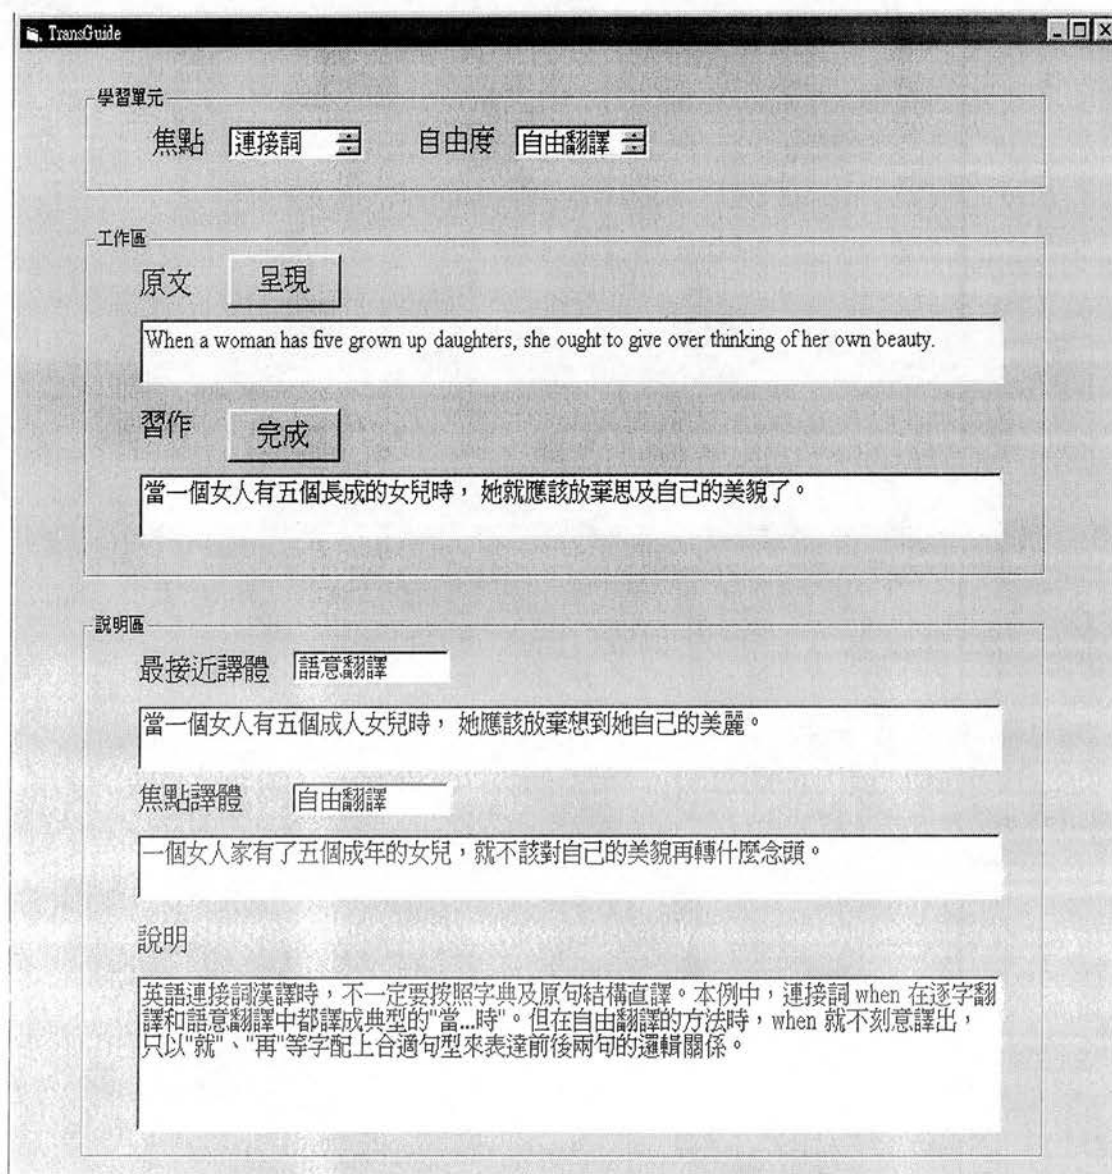 TransGuide
學習單元
焦點 連接詞 自由度 自由翻譯
工作區
原文 呈現
When a woman has five grown up daughters, she ought to give over thinking of her own beauty.
習作 完成
當一個女人有五個長成的女兒時，她就應該放棄思及自己的美貌了。
說明區
最接近譯體 語意翻譯
當一個女人有五個成人女兒時，她應該放棄想到她自己的美麗。
焦點譯體 自由翻譯
一個女人家有了五個成年的女兒，就不該對自己的美貌再轉什麼念頭。
說明
英語連接詞漢譯時，不一定要按照字典及原句結構直譯。本例中，連接詞 when 在逐字翻
譯和語意翻譯中都譯成典型的"當...時"。但在自由翻譯的方法時，when 就不刻意譯出，
只以"就"、"再"等字配上合適句型來表達前後兩句的邏輯關係。